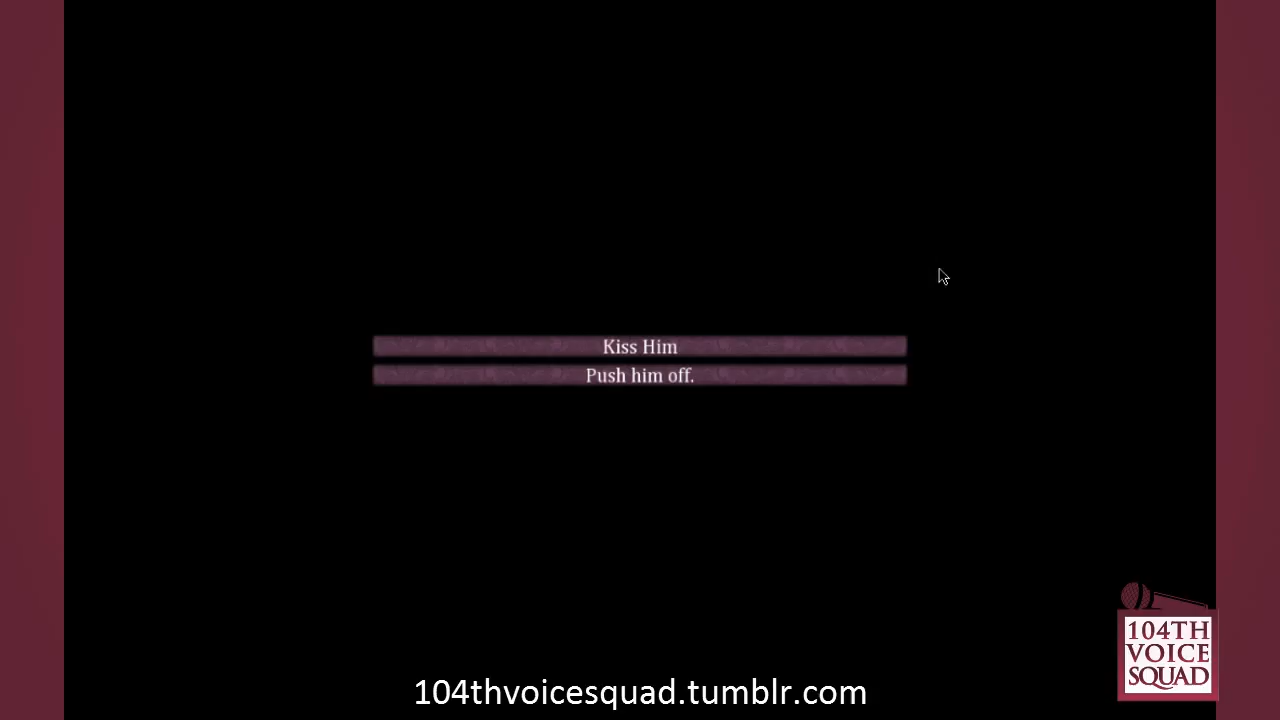 Kiss Him
Push him off.
104TH
VOICE
SQUAD
104thvoicesquad.tumblr.com